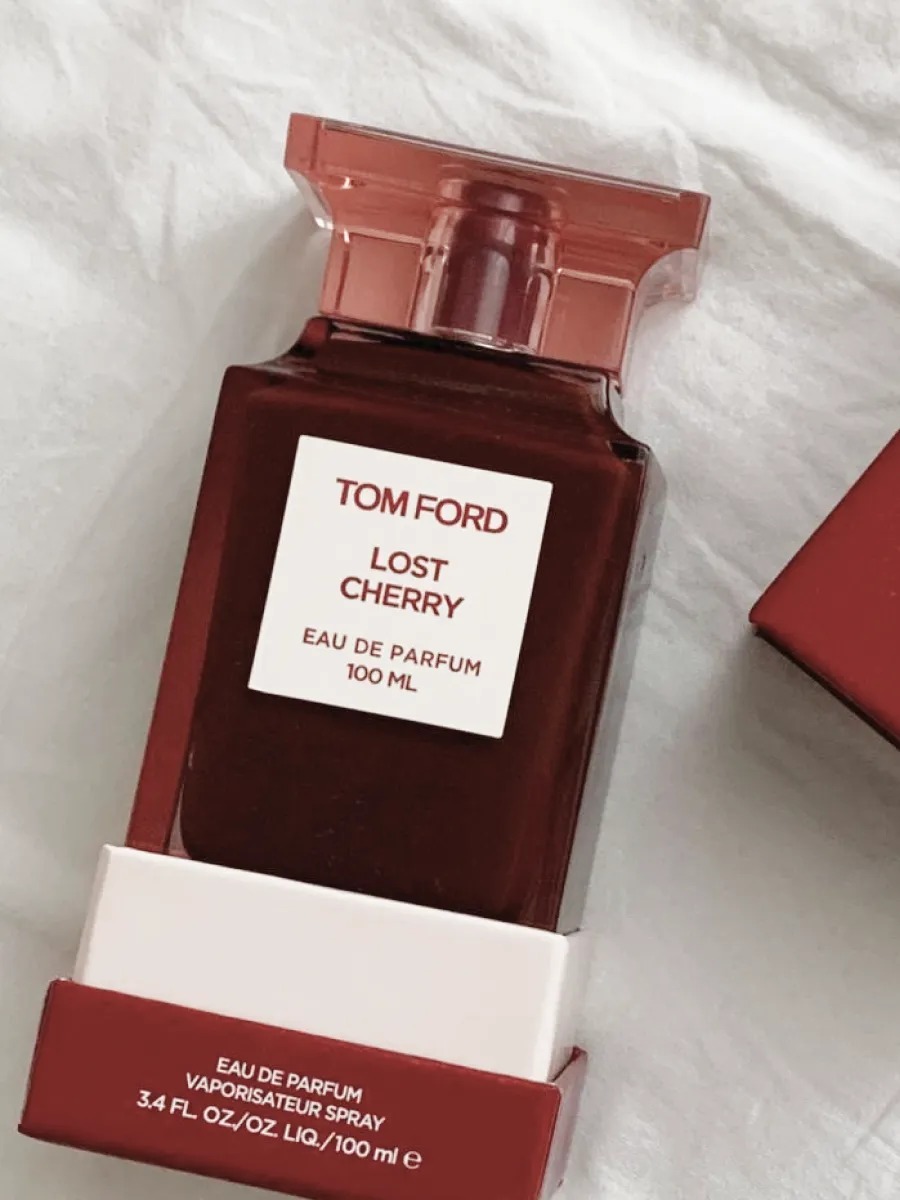 TOM FORD
LOST
CHERRY
EAU DE PARFUM
100 ML
EAU DE PARFUM
VAPORISATEUR SPRAY
3.4 FL. OZ./OZ. LIQ./100 ml ℮